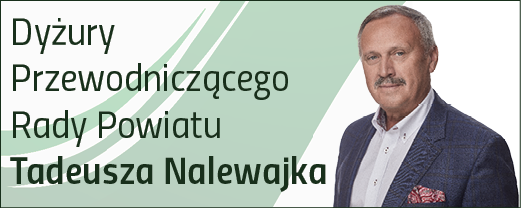 Dyżury
Przewodniczącego
Rady Powiatu
Tadeusza Nalewajka